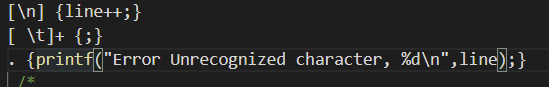 [\n] {line++;}
[ \t]+ {;}
. {printf("Error Unrecognized character, %d\n",line);}
/*